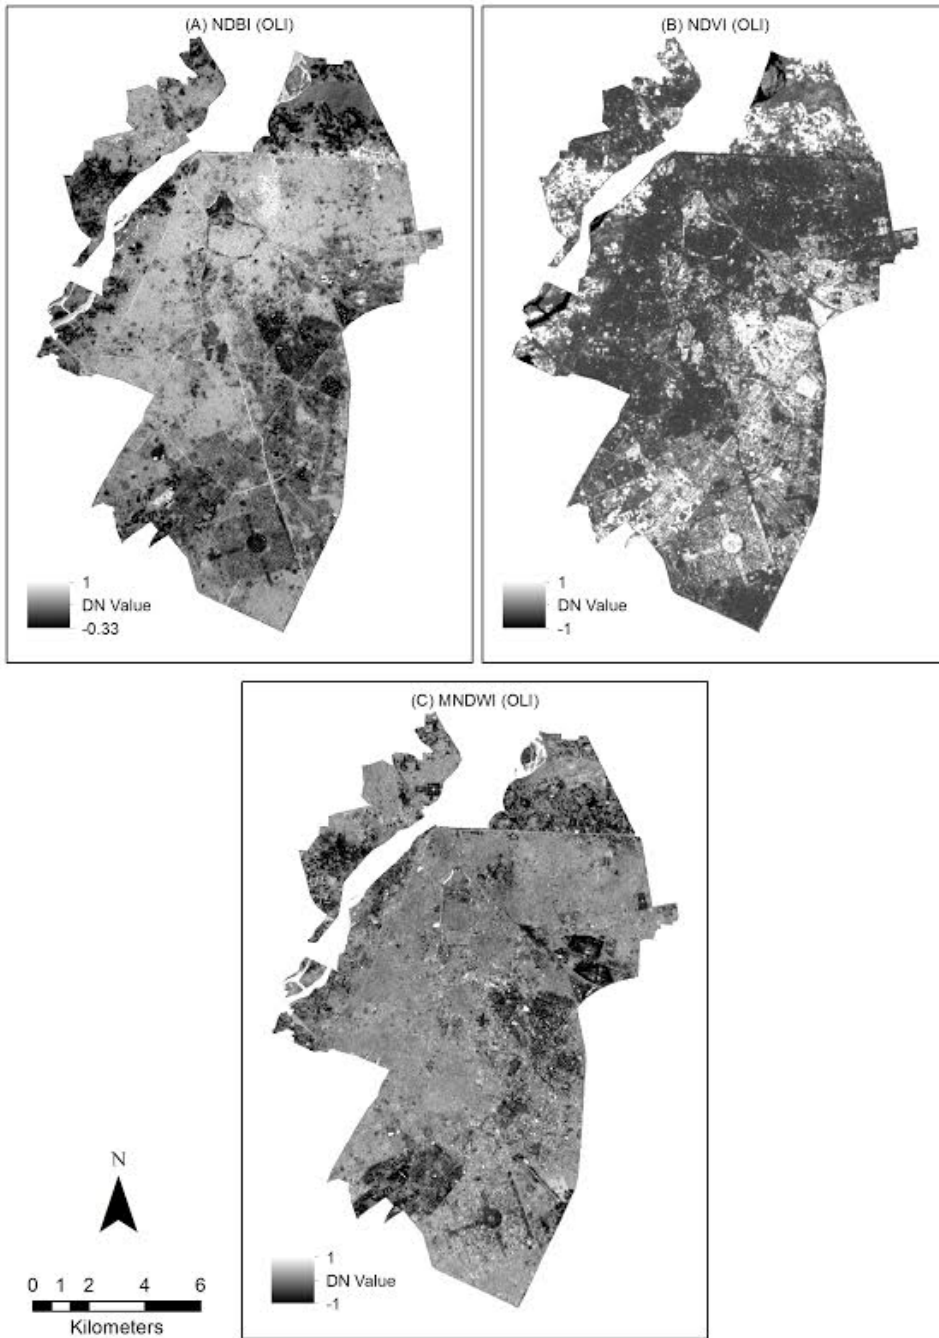 (A) NDBI (OLI)
(B) NDVI (OLI)
1
DN Value
-0.33
1
DN Value
-1
(C) MNDWI (OLI)
N
0 1 2 4 6
Kilometers
1
DN Value
-1